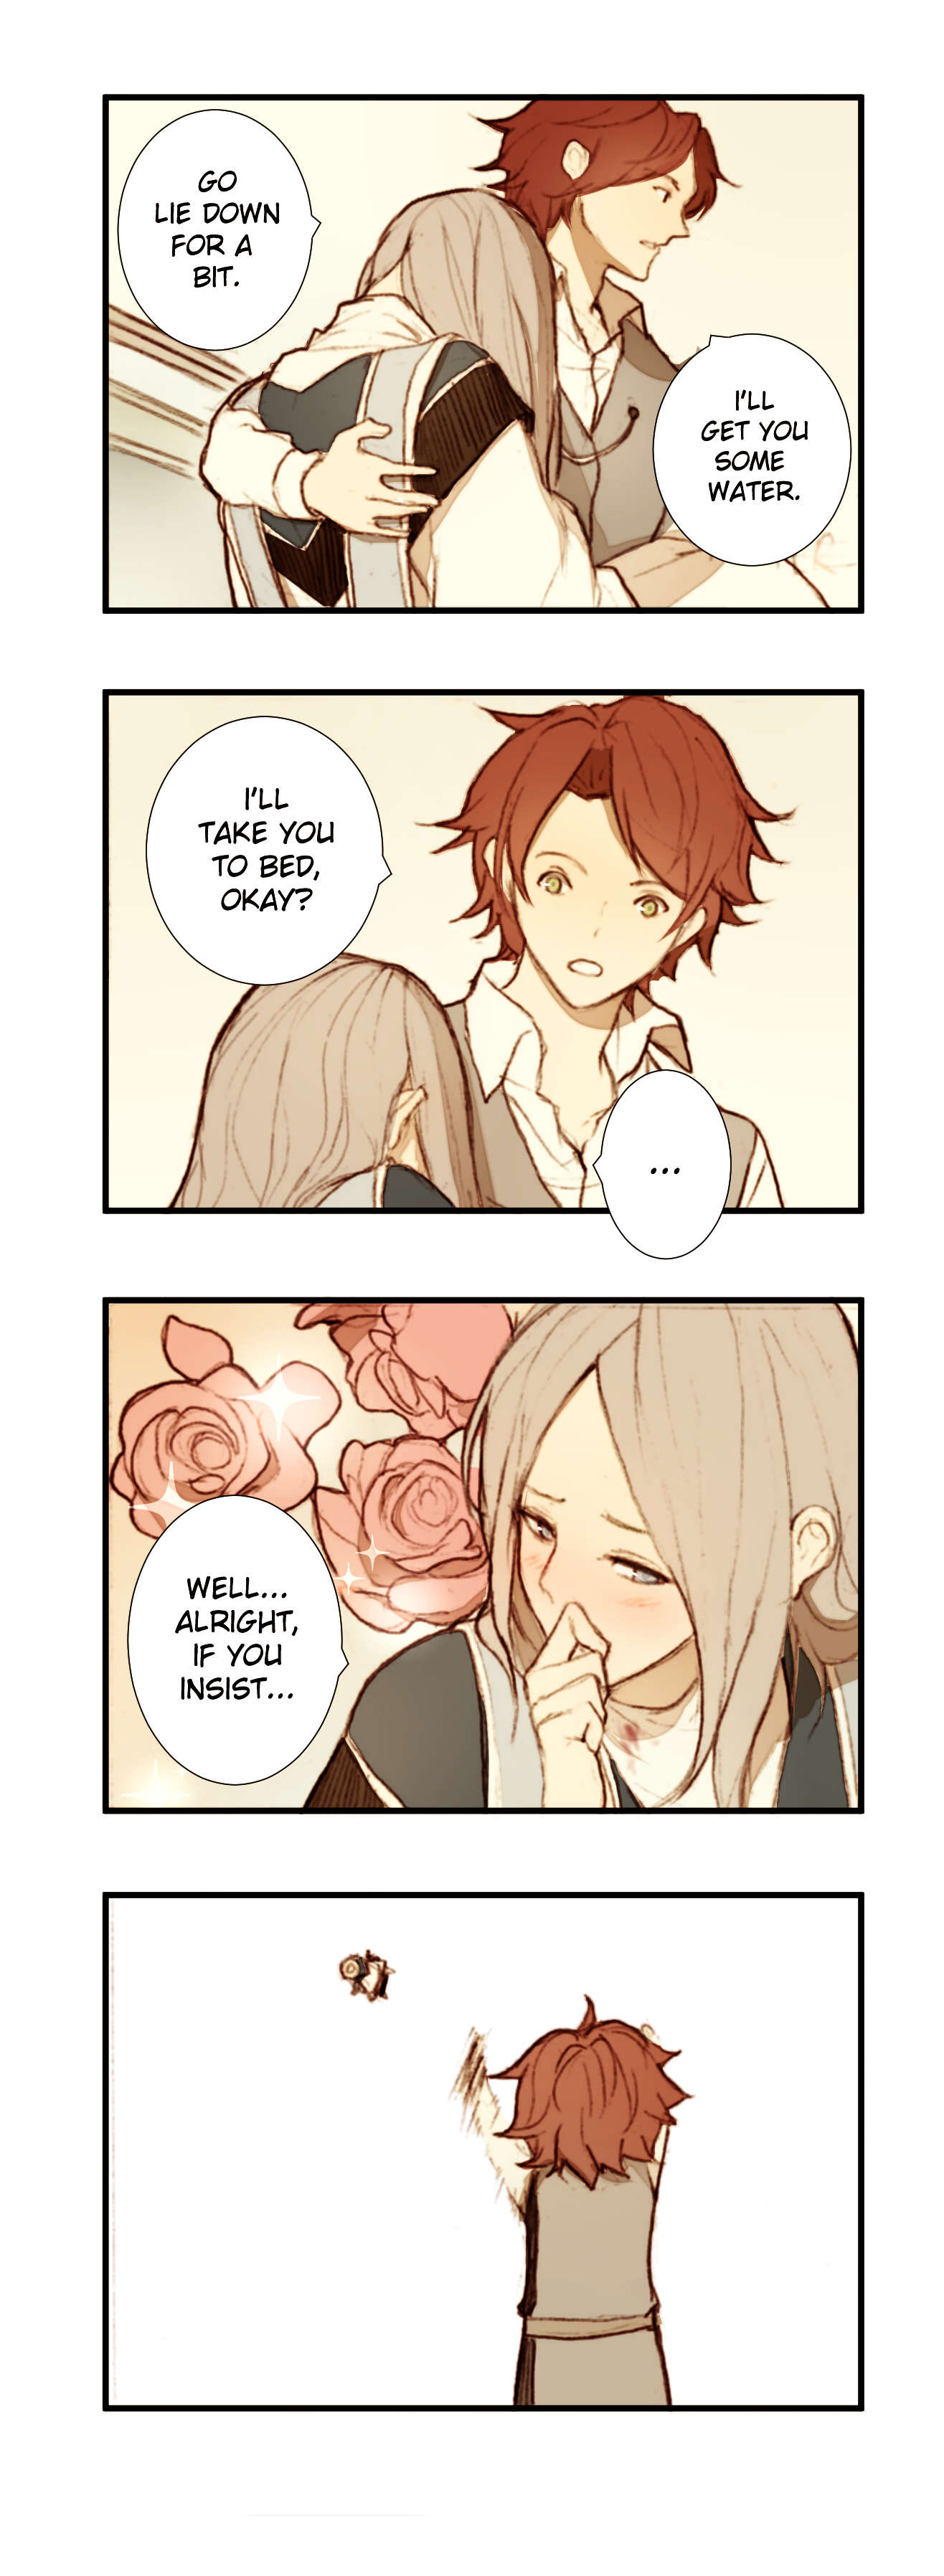 GO
LIE DOWN
FOR A
BIT.
I'LL
GET YOU
SOME
WATER.
I'LL
TAKE YOU
TO BED,
OKAY?
...
WELL...
ALRIGHT,
IF YOU
INSIST...